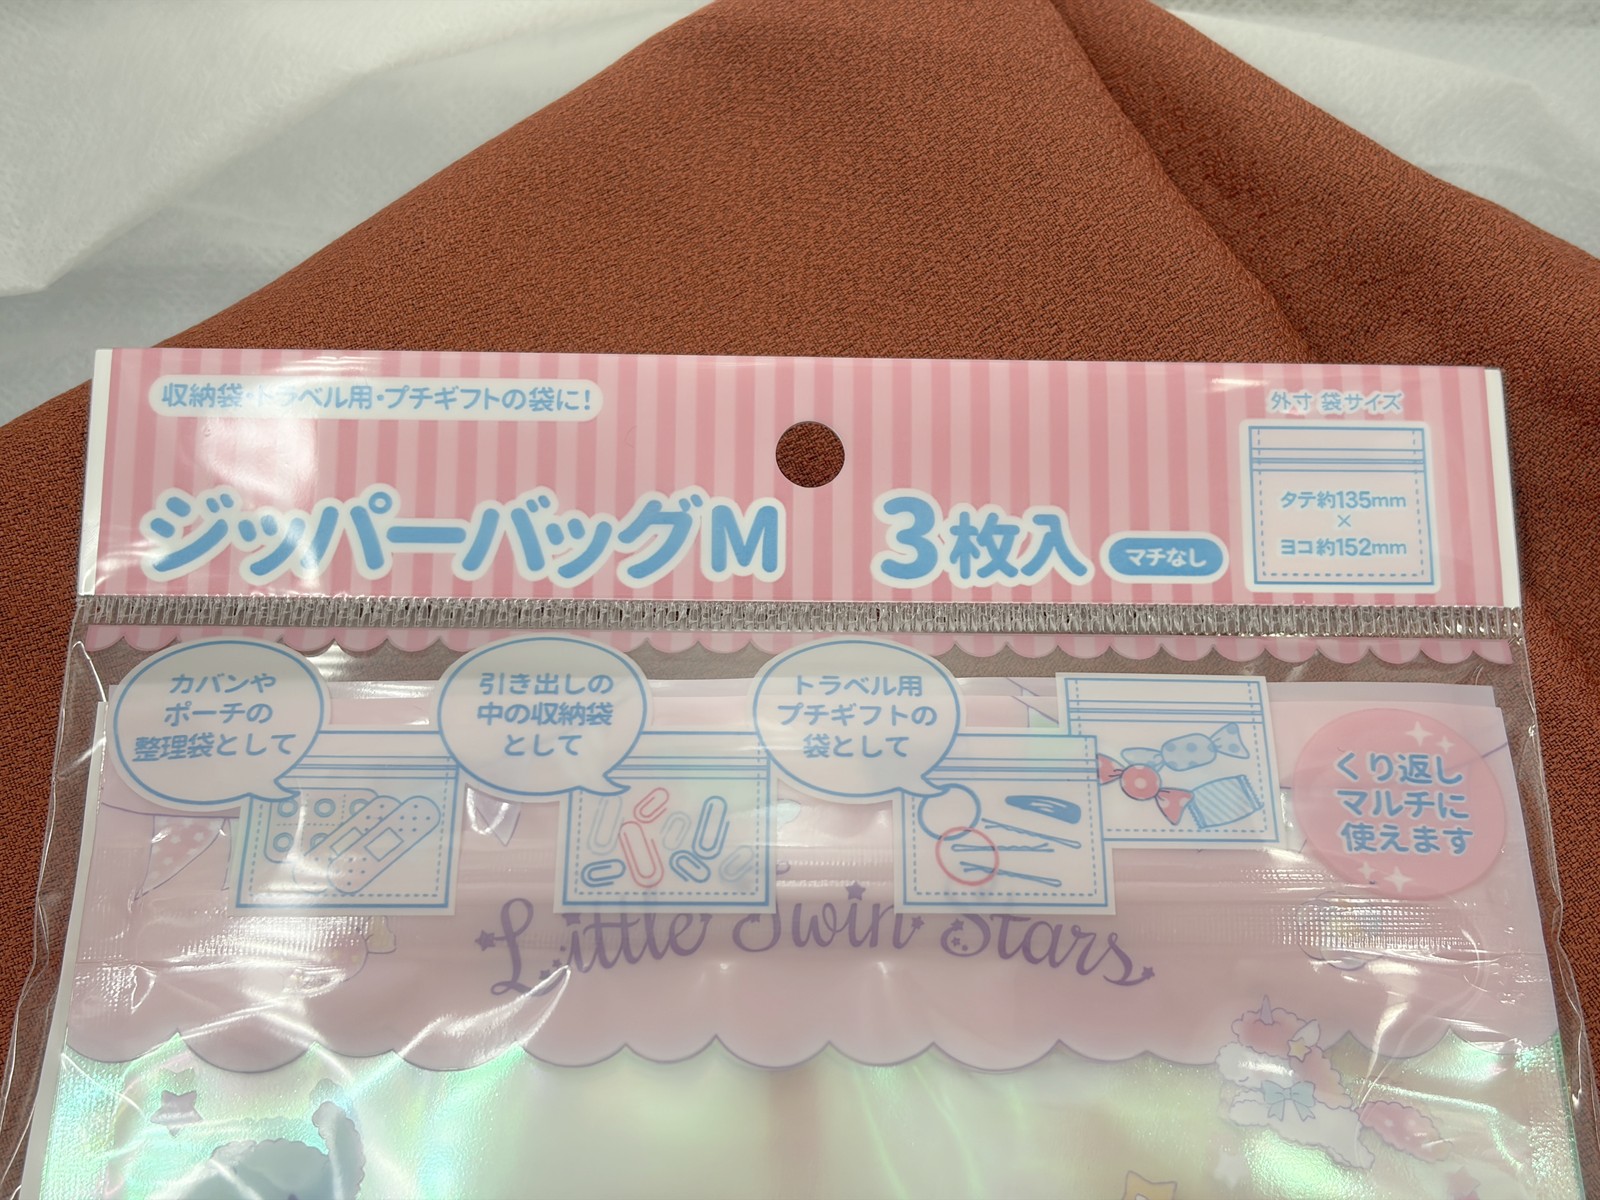 収納袋・トラベル用・プチギフトの袋に!
ジッパーバッグM 3枚入 マチなし
外寸 袋サイズ
タテ約135mm
×
ヨコ約152mm
カバンや
ポーチの
整理袋として
引き出しの
中の収納袋
として
トラベル用
プチギフトの
袋として
くり返し
マルチに
使えます
Little Twin Stars